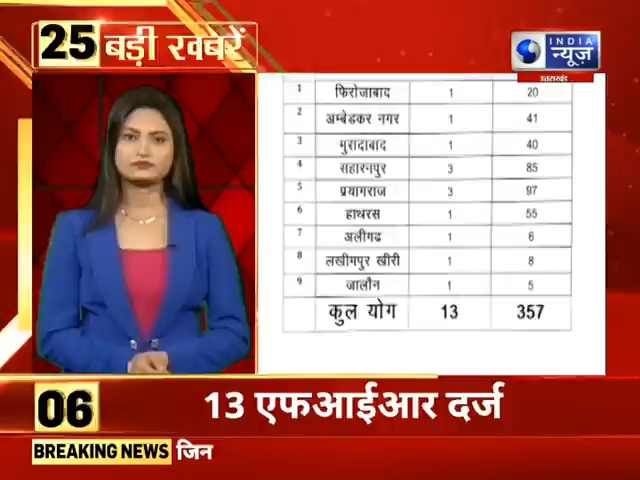 25 बड़ी खबरें
INDIA
न्यूज़
उत्तराखंड
1 फिरोजाबाद 1 20
2 अम्बेडकर नगर 1 41
3 मुरादाबाद 1 40
4 सहारनपुर 3 85
5 प्रयागराज 3 97
6 हाथरस 1 55
7 अलीगढ 1 6
8 लखीमपुर खीरी 1 8
9 जालौन 1 5
कुल योग 13 357
06 13 एफआईआर दर्ज
BREAKING NEWS जिन